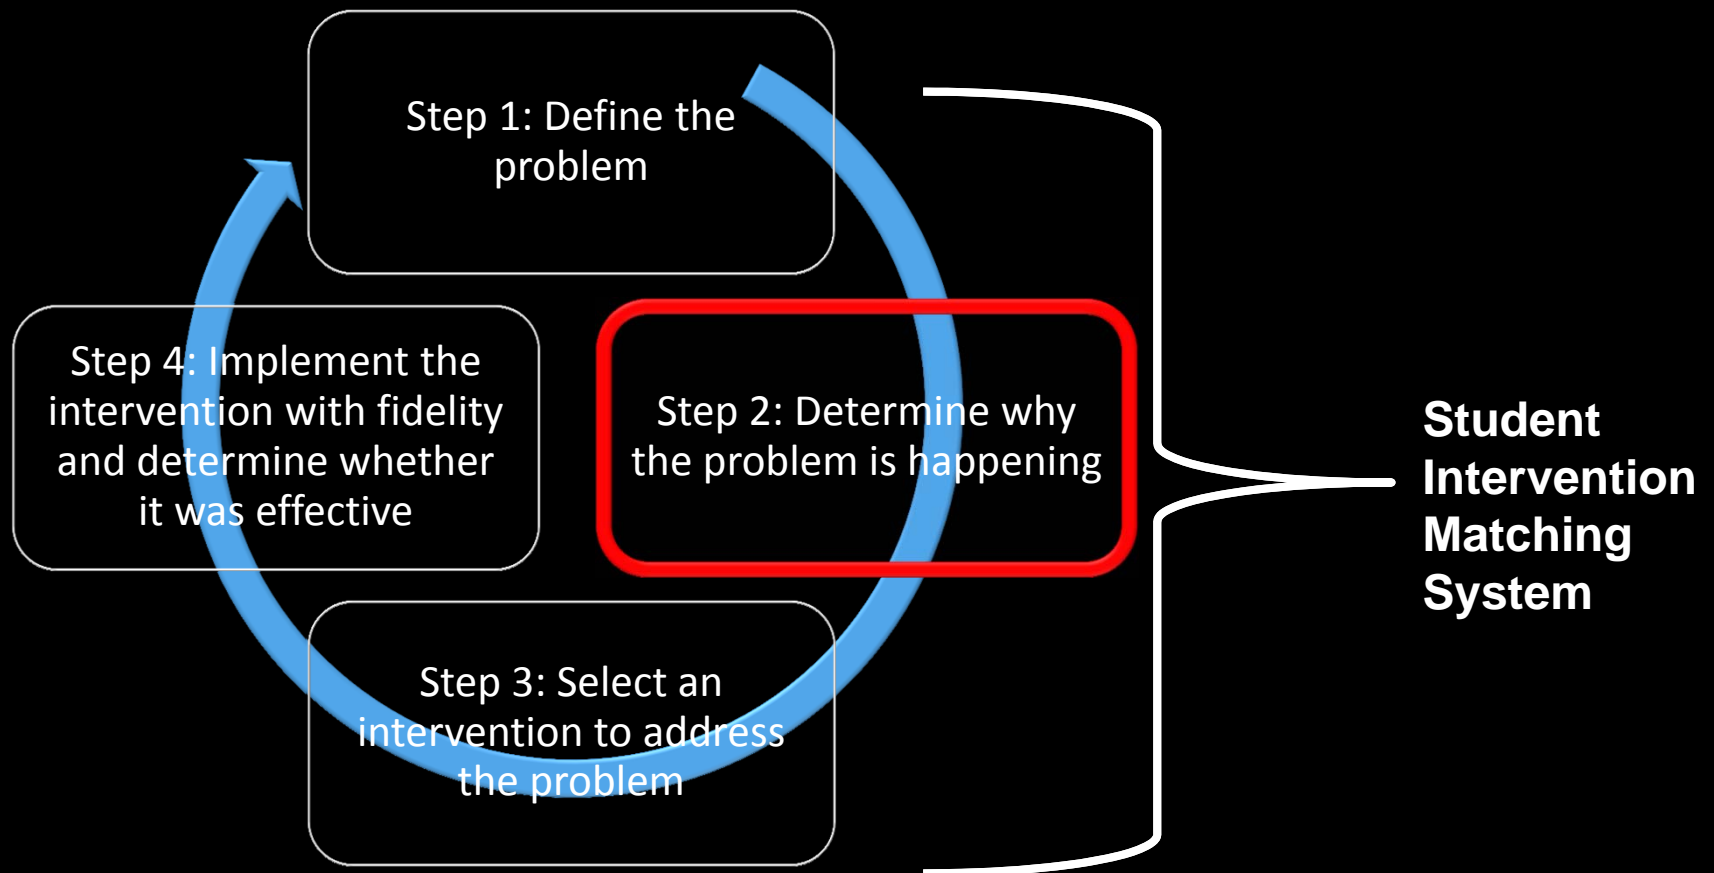 Step 1: Define the
problem
Step 2: Determine why
the problem is happening
Step 3: Select an
intervention to address
the problem
Step 4: Implement the
intervention with fidelity
and determine whether
it was effective
Student
Intervention
Matching
System